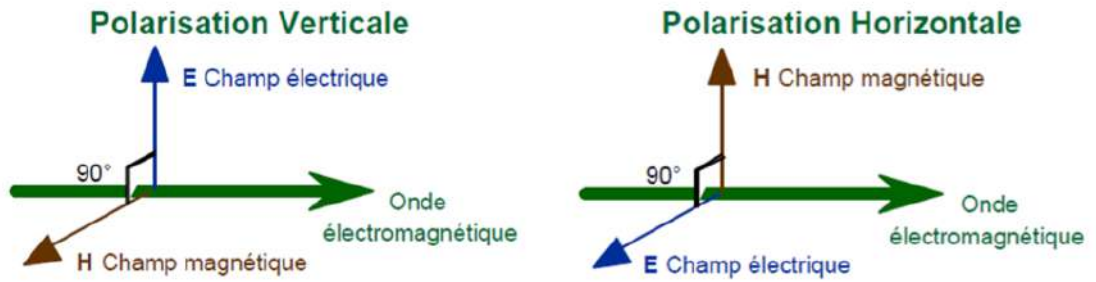 Polarisation Verticale
E Champ électrique
90°
Onde
électromagnétique
H Champ magnétique
Polarisation Horizontale
H Champ magnétique
90°
Onde
électromagnétique
E Champ électrique